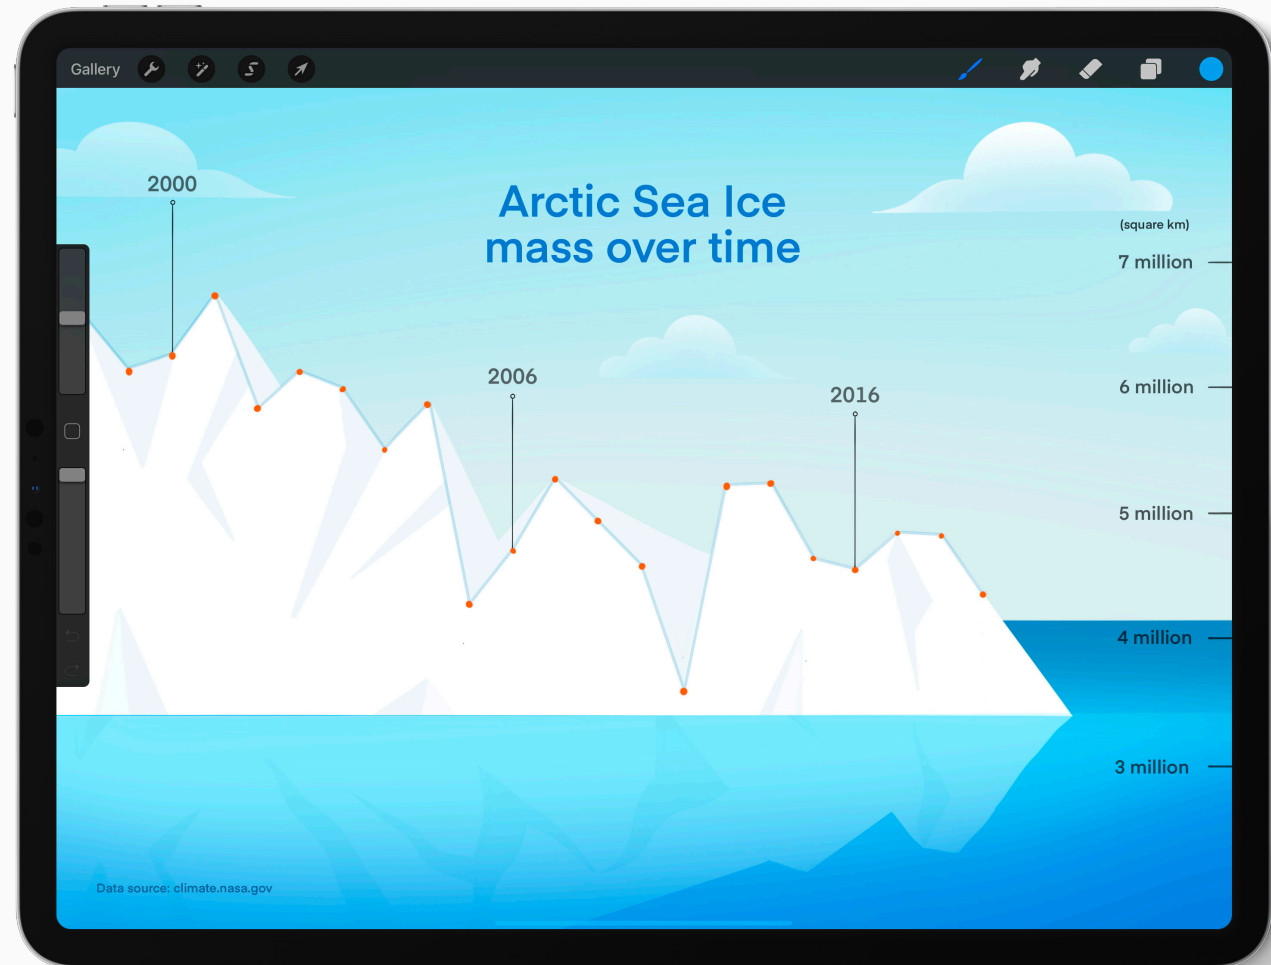 Gallery
2000
Arctic Sea Ice
mass over time
(square km)
7 million
2006
6 million
2016
5 million
4 million
3 million
Data source: climate.nasa.gov